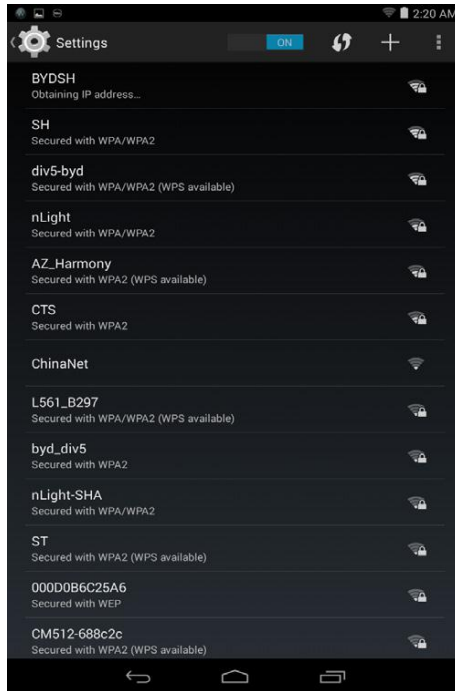 2:20 AM
Settings
ON
BYDSH
Obtaining IP address...
SH
Secured with WPA/WPA2
div5-byd
Secured with WPA/WPA2 (WPS available)
nLight
Secured with WPA/WPA2
AZ_Harmony
Secured with WPA2 (WPS available)
CTS
Secured with WPA2
ChinaNet
L561_B297
Secured with WPA/WPA2 (WPS available)
byd_div5
Secured with WPA2
nLight-SHA
Secured with WPA/WPA2
ST
Secured with WPA2 (WPS available)
000D0B6C25A6
Secured with WEP
CM512-688c2c
Secured with WPA2 (WPS available)